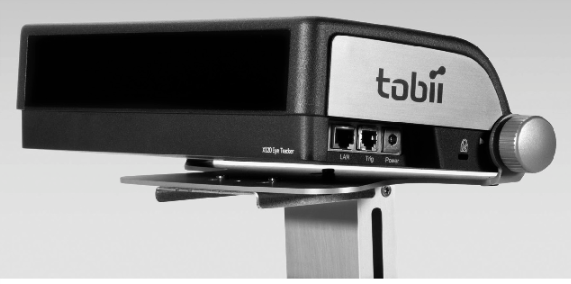 tobii
X120 Eye Tracker
LAN
Trig
Power